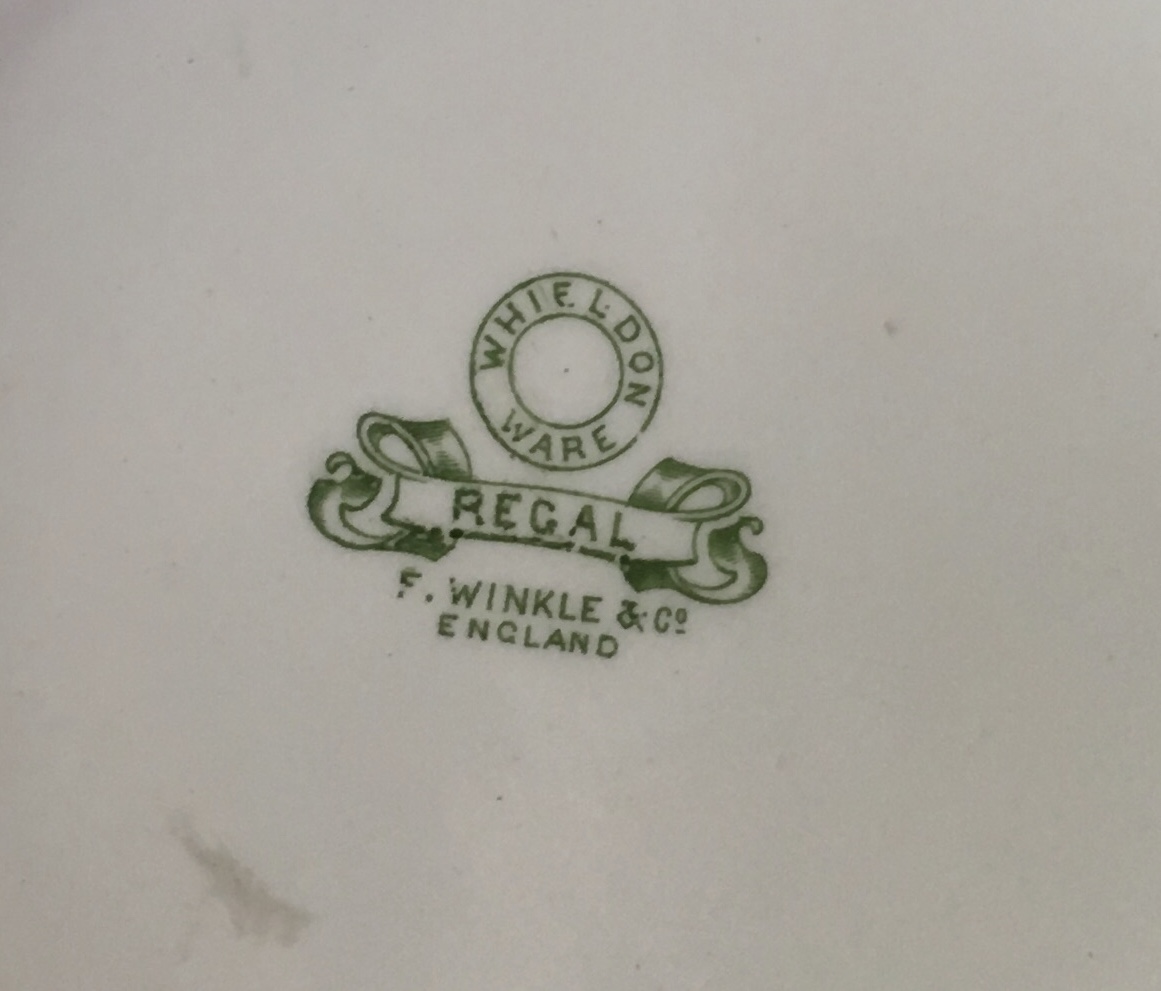 WHIELDON
WARE
REGAL
F. WINKLE & Cº
ENGLAND